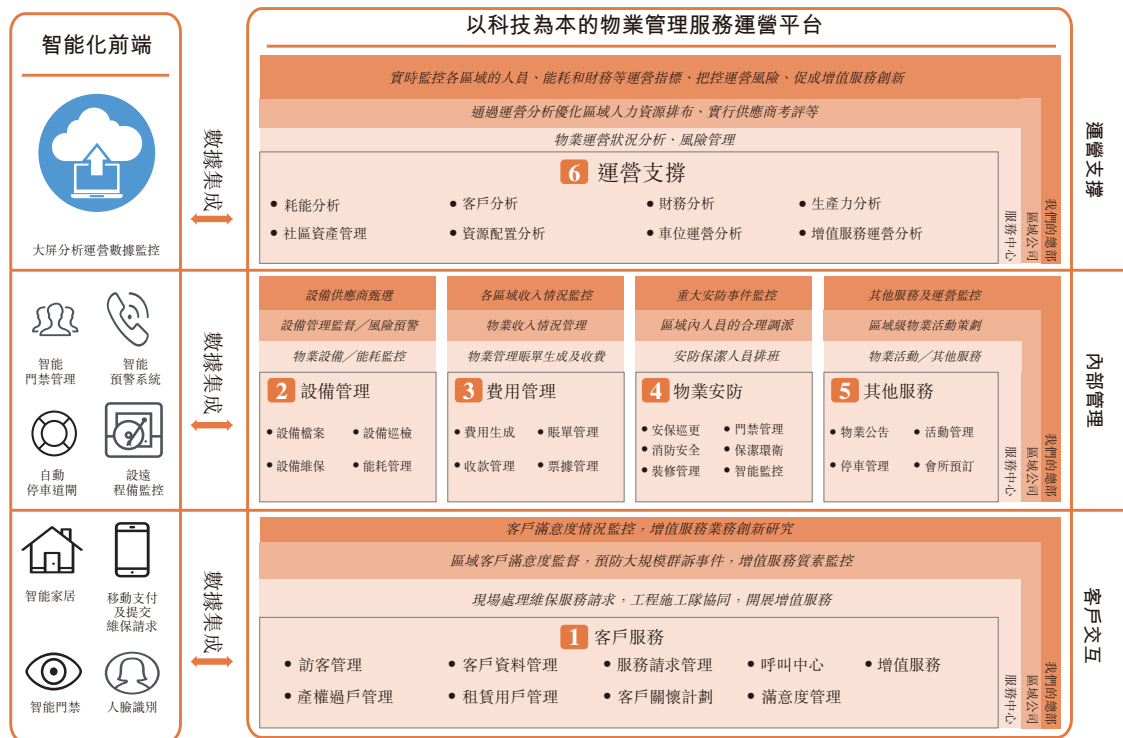 智能化前端
以科技為本的物業管理服務運營平台
大屏分析運營數據監控
數據集成
實時監控各區域的人員、能耗和財務等運營指標、把控運營風險、促成增值服務創新
通過運營分析優化區域人力資源排布、實行供應商考評等
物業運營狀況分析、風險管理
6 運營支撐
• 耗能分析 • 客戶分析 • 財務分析 • 生產力分析
• 社區資產管理 • 資源配置分析 • 車位運營分析 • 增值服務運營分析
服務中心
區域公司
我們的總部
運營支撐
智能
門禁管理
智能
預警系統
自動
停車道閘
設遠
程備監控
數據集成
設備供應商甄選
設備管理監督／風險預警
物業設備／能耗監控
2 設備管理
• 設備檔案 • 設備巡檢
• 設備維保 • 能耗管理
各區域收入情況監控
物業收入情況管理
物業管理賬單生成及收費
3 費用管理
• 費用生成 • 賬單管理
• 收款管理 • 票據管理
重大安防事件監控
區域內人員的合理調派
安防保潔人員排班
4 物業安防
• 安保巡更 • 門禁管理
• 消防安全 • 保潔環衛
• 裝修管理 • 智能監控
其他服務及運營監控
區域級物業活動策劃
物業活動／其他服務
5 其他服務
• 物業公告 • 活動管理
• 停車管理 • 會所預訂
服務中心
區域公司
我們的總部
內部管理
智能家居
移動支付
及提交
維保請求
智能門禁
人臉識別
數據集成
客戶滿意度情況監控，增值服務業務創新研究
區域客戶滿意度監督，預防大規模群訴事件，增值服務質素監控
現場處理維保服務請求，工程施工隊協同，開展增值服務
1 客戶服務
• 訪客管理 • 客戶資料管理 • 服務請求管理 • 呼叫中心 • 增值服務
• 產權過戶管理 • 租賃用戶管理 • 客戶關懷計劃 • 滿意度管理
服務中心
區域公司
我們的總部
客戶交互